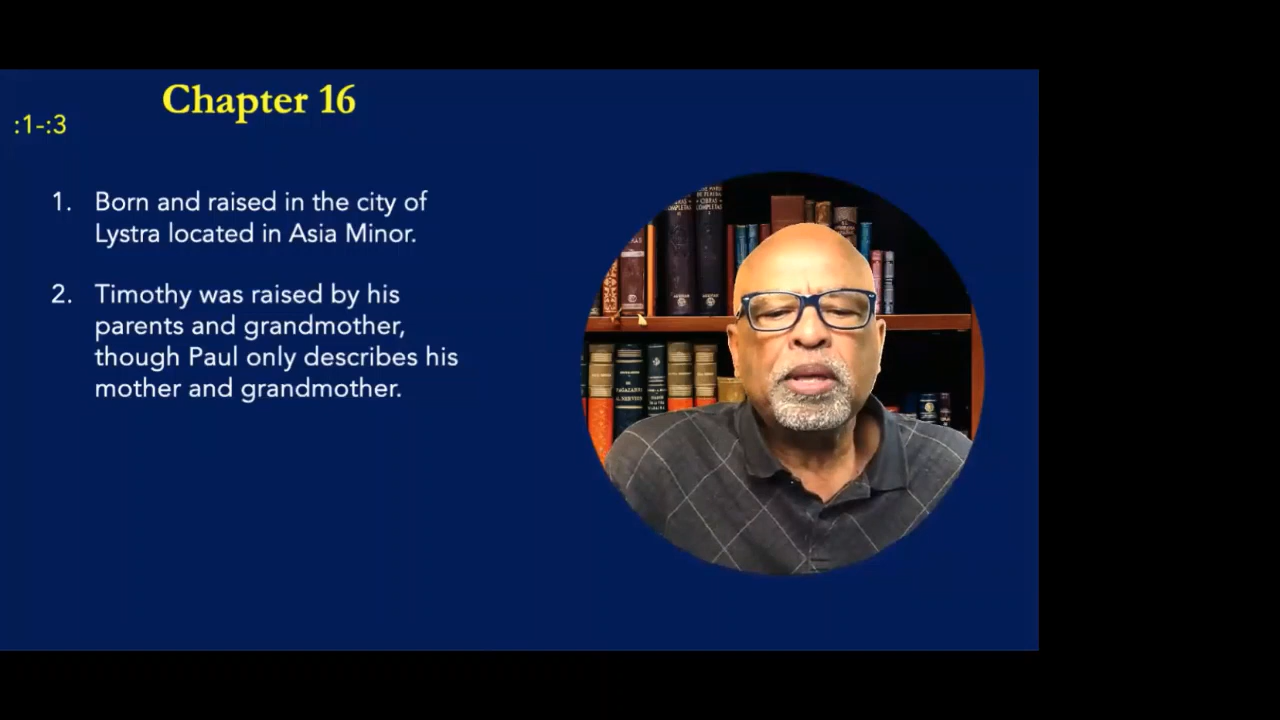 Chapter 16
:1-:3
1. Born and raised in the city of
Lystra located in Asia Minor.
2. Timothy was raised by his
parents and grandmother,
though Paul only describes his
mother and grandmother.